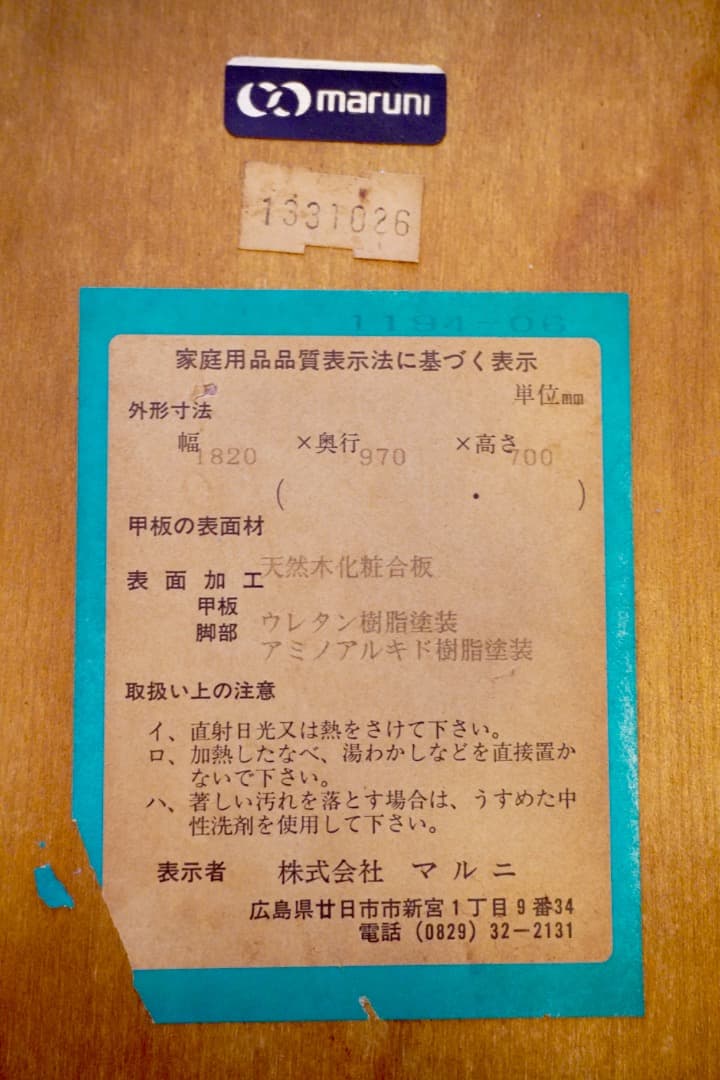 maruni
1331026
1194-06
家庭用品品質表示法に基づく表示
単位㎜
外形寸法
幅1820 ×奥行970 ×高さ700
( ・ )
甲板の表面材
天然木化粧合板
表面加工
甲板 ウレタン樹脂塗装
脚部 アミノアルキド樹脂塗装
取扱い上の注意
イ、直射日光又は熱をさけて下さい。
ロ、加熱したなべ、湯わかしなどを直接置か
ないで下さい。
ハ、著しい汚れを落とす場合は、うすめた中
性洗剤を使用して下さい。
表示者 株式会社 マルニ
広島県廿日市市新宮1丁目9番34
電話(0829)32-2131